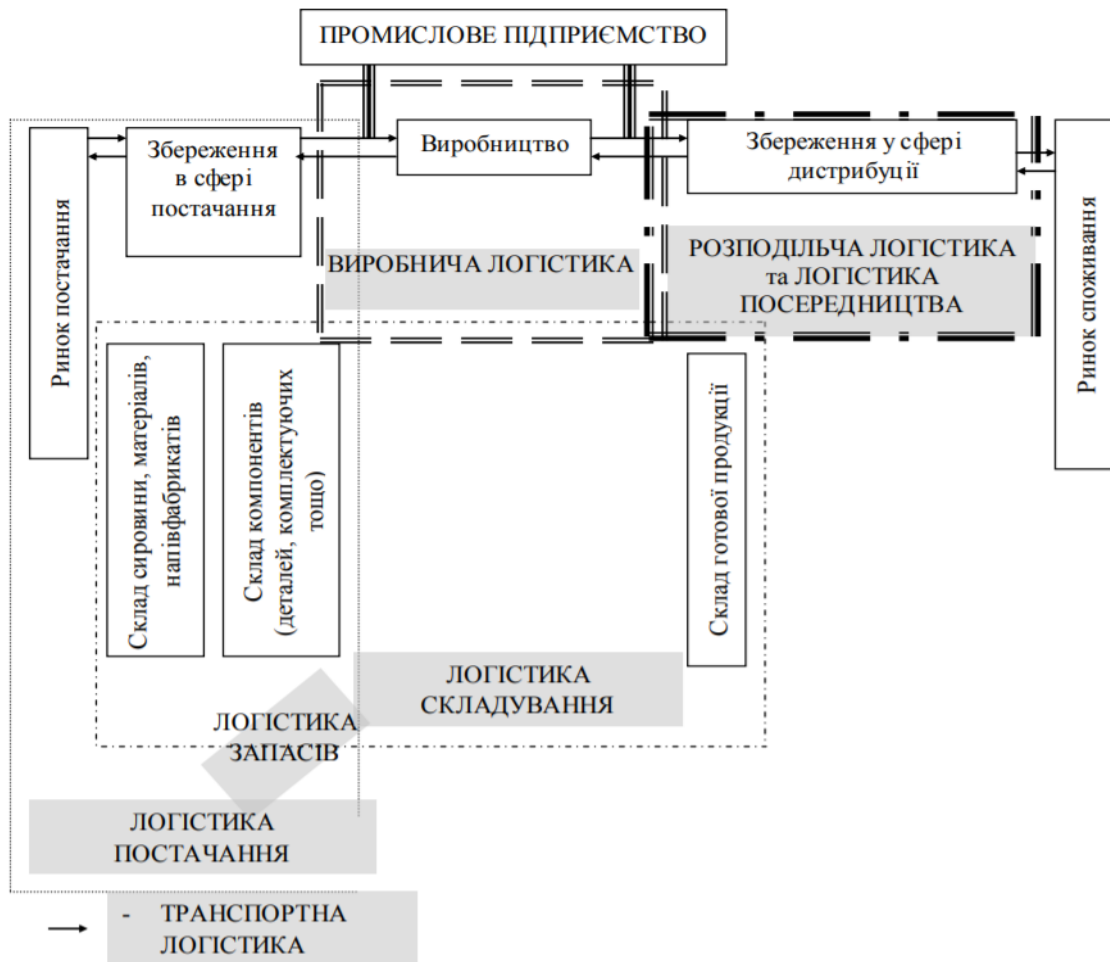 ПРОМИСЛОВЕ ПІДПРИЄМСТВО
Ринок постачання
Збереження
в сфері
постачання
Виробництво
Збереження у сфері
дистрибуції
Ринок споживання
ВИРОБНИЧА ЛОГІСТИКА
РОЗПОДІЛЬЧА ЛОГІСТИКА
та ЛОГІСТИКА
ПОСЕРЕДНИЦТВА
Склад сировини, матеріалів,
напівфабрикатів
Склад компонентів
(деталей, комплектуючих
тощо)
Склад готової продукції
ЛОГІСТИКА
СКЛАДУВАННЯ
ЛОГІСТИКА
ЗАПАСІВ
ЛОГІСТИКА
ПОСТАЧАННЯ
- ТРАНСПОРТНА
ЛОГІСТИКА